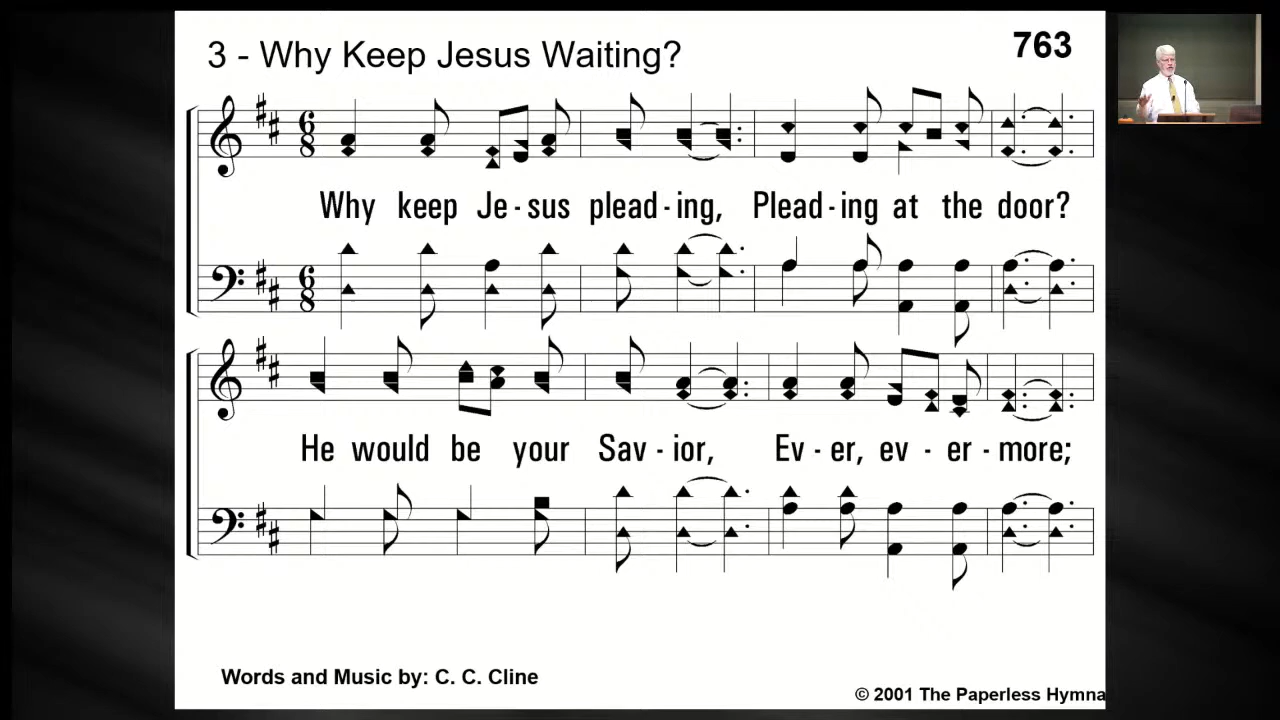 3 - Why Keep Jesus Waiting?
763
Why keep Je - sus plead - ing, Plead - ing at the door?
He would be your Sav - ior, Ev - er, ev - er - more;
Words and Music by: C. C. Cline
© 2001 The Paperless Hymna